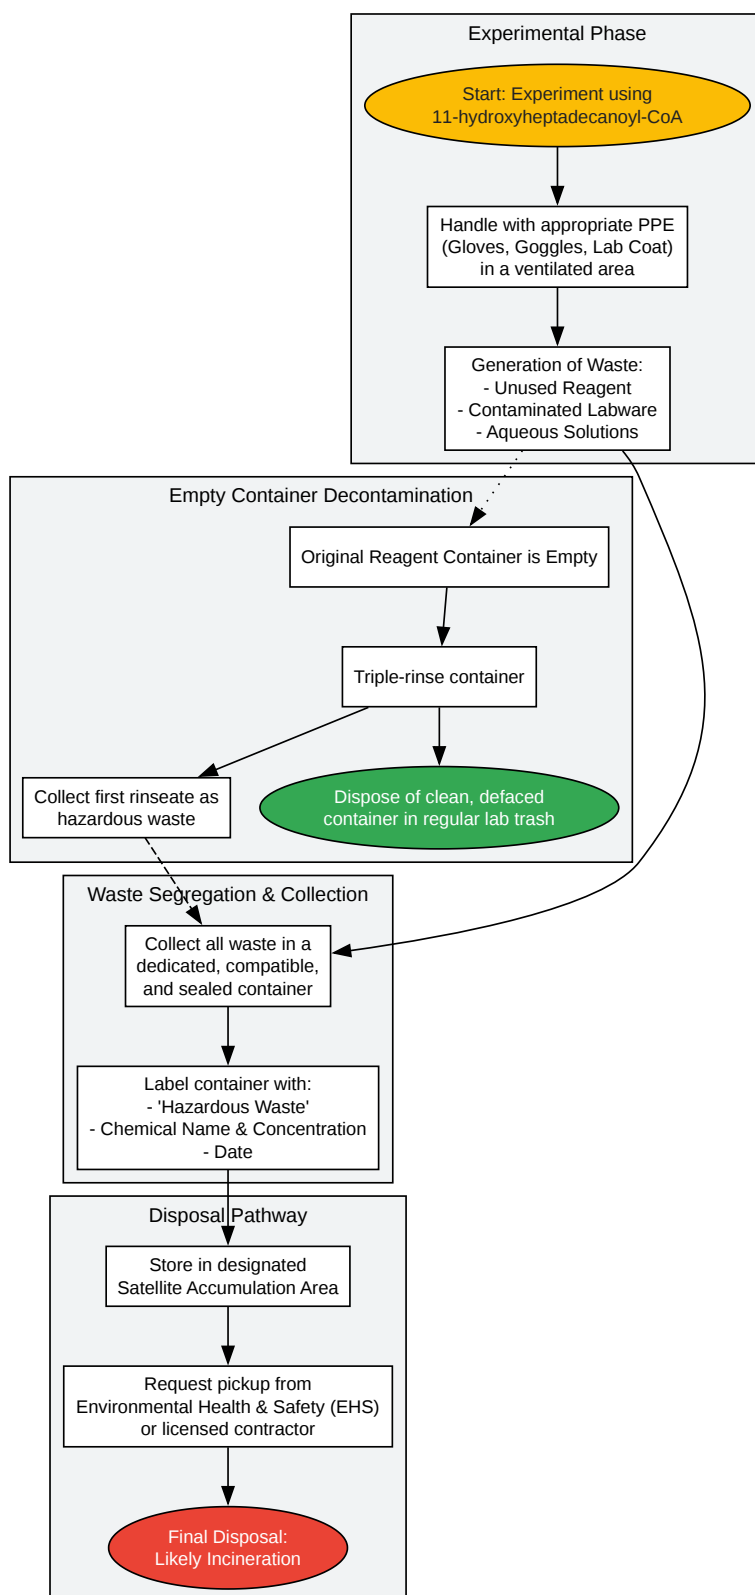 Experimental Phase
Start: Experiment using
11-hydroxyheptadecanoyl-CoA
Handle with appropriate PPE
(Gloves, Goggles, Lab Coat)
in a ventilated area
Generation of Waste:
- Unused Reagent
- Contaminated Labware
- Aqueous Solutions
Empty Container Decontamination
Original Reagent Container is Empty
Triple-rinse container
Collect first rinseate as
hazardous waste
Dispose of clean, defaced
container in regular lab trash
Waste Segregation & Collection
Collect all waste in a
dedicated, compatible,
and sealed container
Label container with:
- 'Hazardous Waste'
- Chemical Name & Concentration
- Date
Disposal Pathway
Store in designated
Satellite Accumulation Area
Request pickup from
Environmental Health & Safety (EHS)
or licensed contractor
Final Disposal:
Likely Incineration